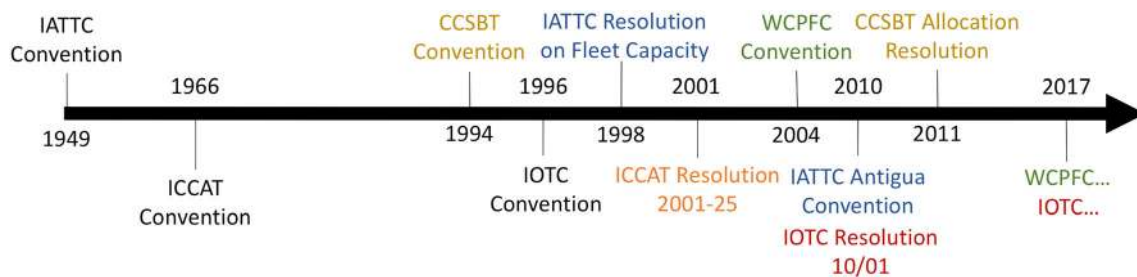 IATTC
Convention
CCSBT
Convention
IATTC Resolution
on Fleet Capacity
WCPFC
Convention
CCSBT Allocation
Resolution
1966
1996
2001
2010
2017
1949
1994
1998
2004
2011
ICCAT
Convention
IOTC
Convention
ICCAT Resolution
2001-25
IATTC Antigua
Convention
IOTC Resolution
10/01
WCPFC...
IOTC...